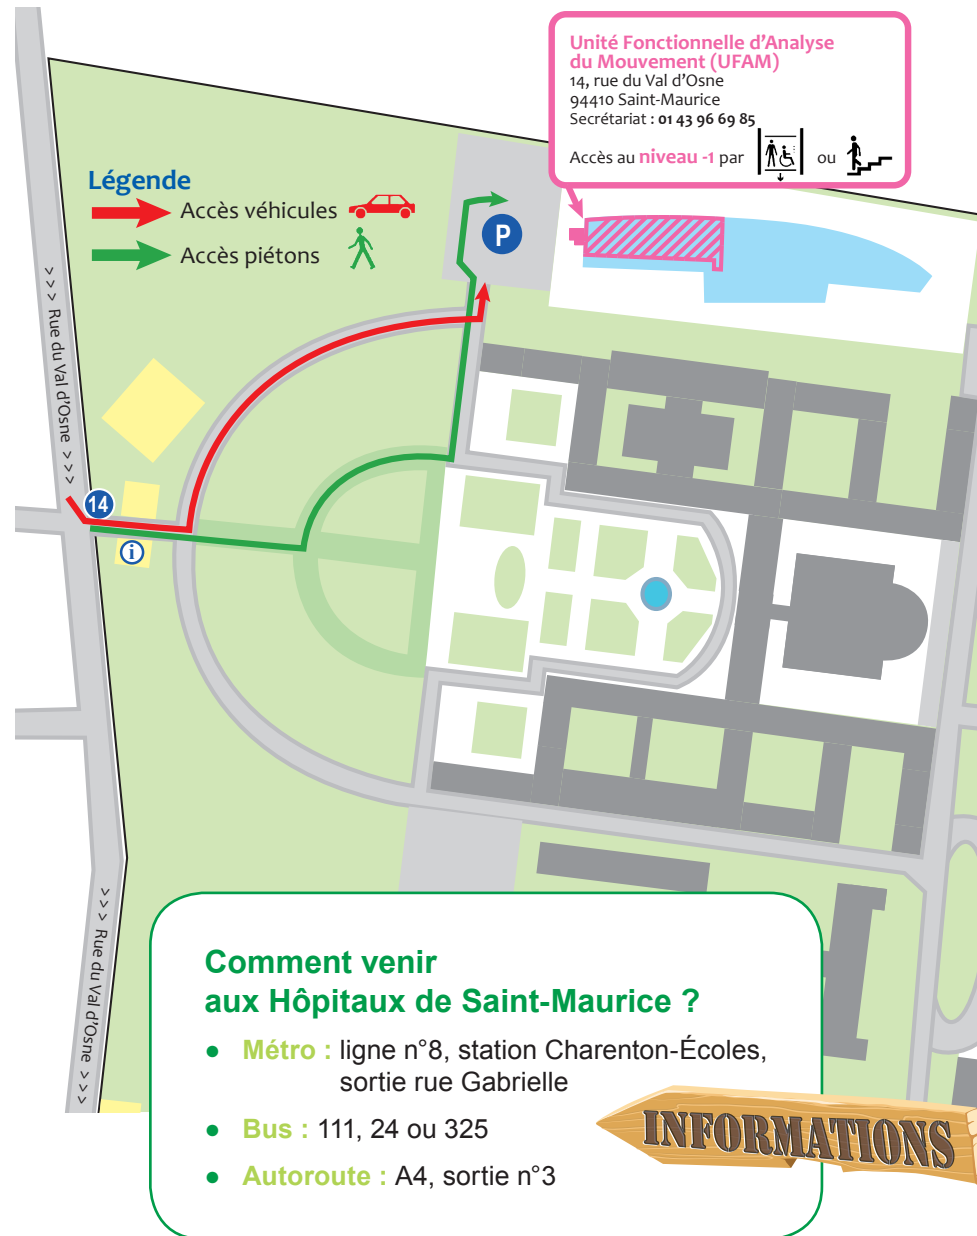 Unité Fonctionnelle d'Analyse
du Mouvement (UFAM)
14, rue du Val d'Osne
94410 Saint-Maurice
Secrétariat : 01 43 96 69 85
Accès au niveau -1 par ou
Légende
Accès véhicules
Accès piétons
P
>>> Rue du Val d'Osne >>>
14
i
>>> Rue du Val d'Osne >>>
Comment venir
aux Hôpitaux de Saint-Maurice ?
● Métro : ligne n°8, station Charenton-Écoles,
sortie rue Gabrielle
● Bus : 111, 24 ou 325
● Autoroute : A4, sortie n°3
INFORMATIONS